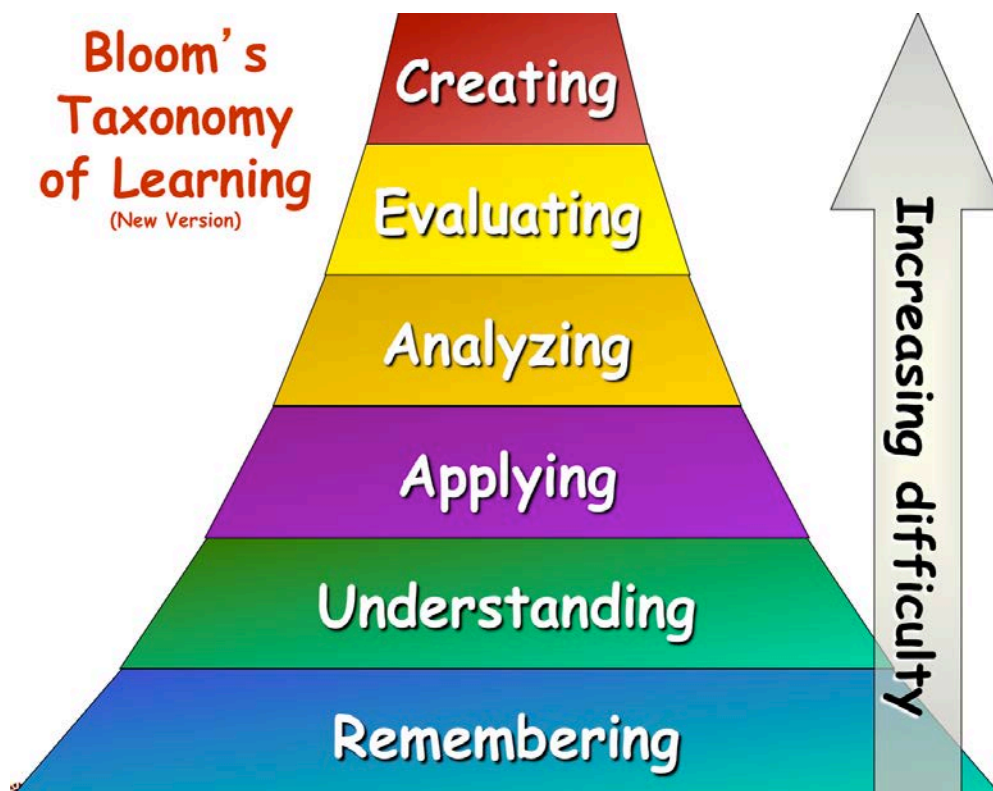 Bloom's
Taxonomy
of Learning
(New Version)
Creating
Evaluating
Analyzing
Applying
Understanding
Remembering
Increasing difficulty